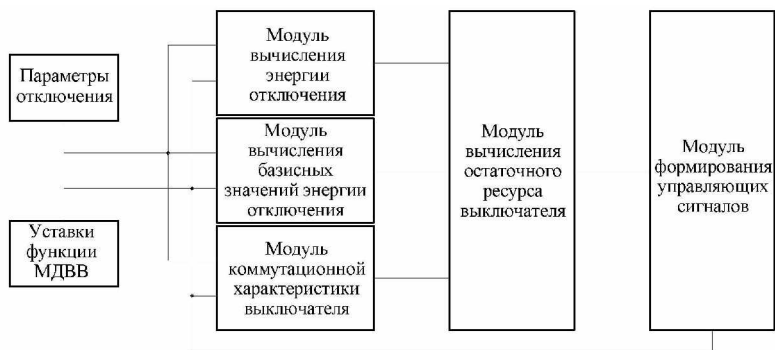 Параметры
отключения
Уставки
функции
МДВВ
Модуль
вычисления
энергии
отключения
Модуль
вычисления
базисных
значений энергии
отключения
Модуль
коммутационной
характеристики
выключателя
Модуль
вычисления
остаточного
ресурса
выключателя
Модуль
формирования
управляющих
сигналов